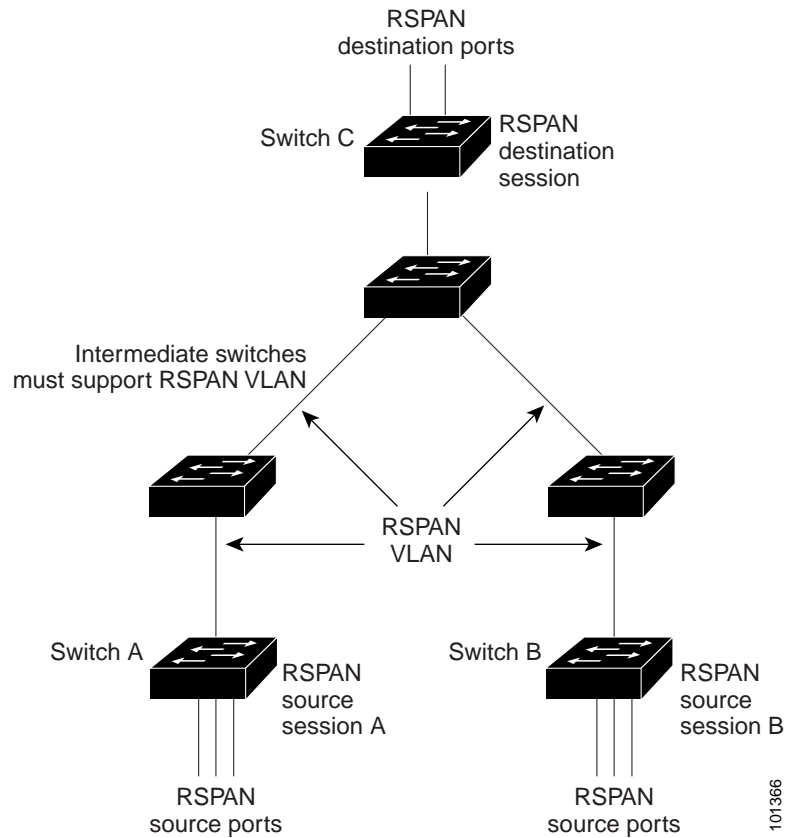 RSPAN
destination ports
Switch C
RSPAN
destination
session
Intermediate switches
must support RSPAN VLAN
RSPAN
VLAN
Switch A
RSPAN
source
session A
Switch B
RSPAN
source
session B
RSPAN
source ports
RSPAN
source ports
101366